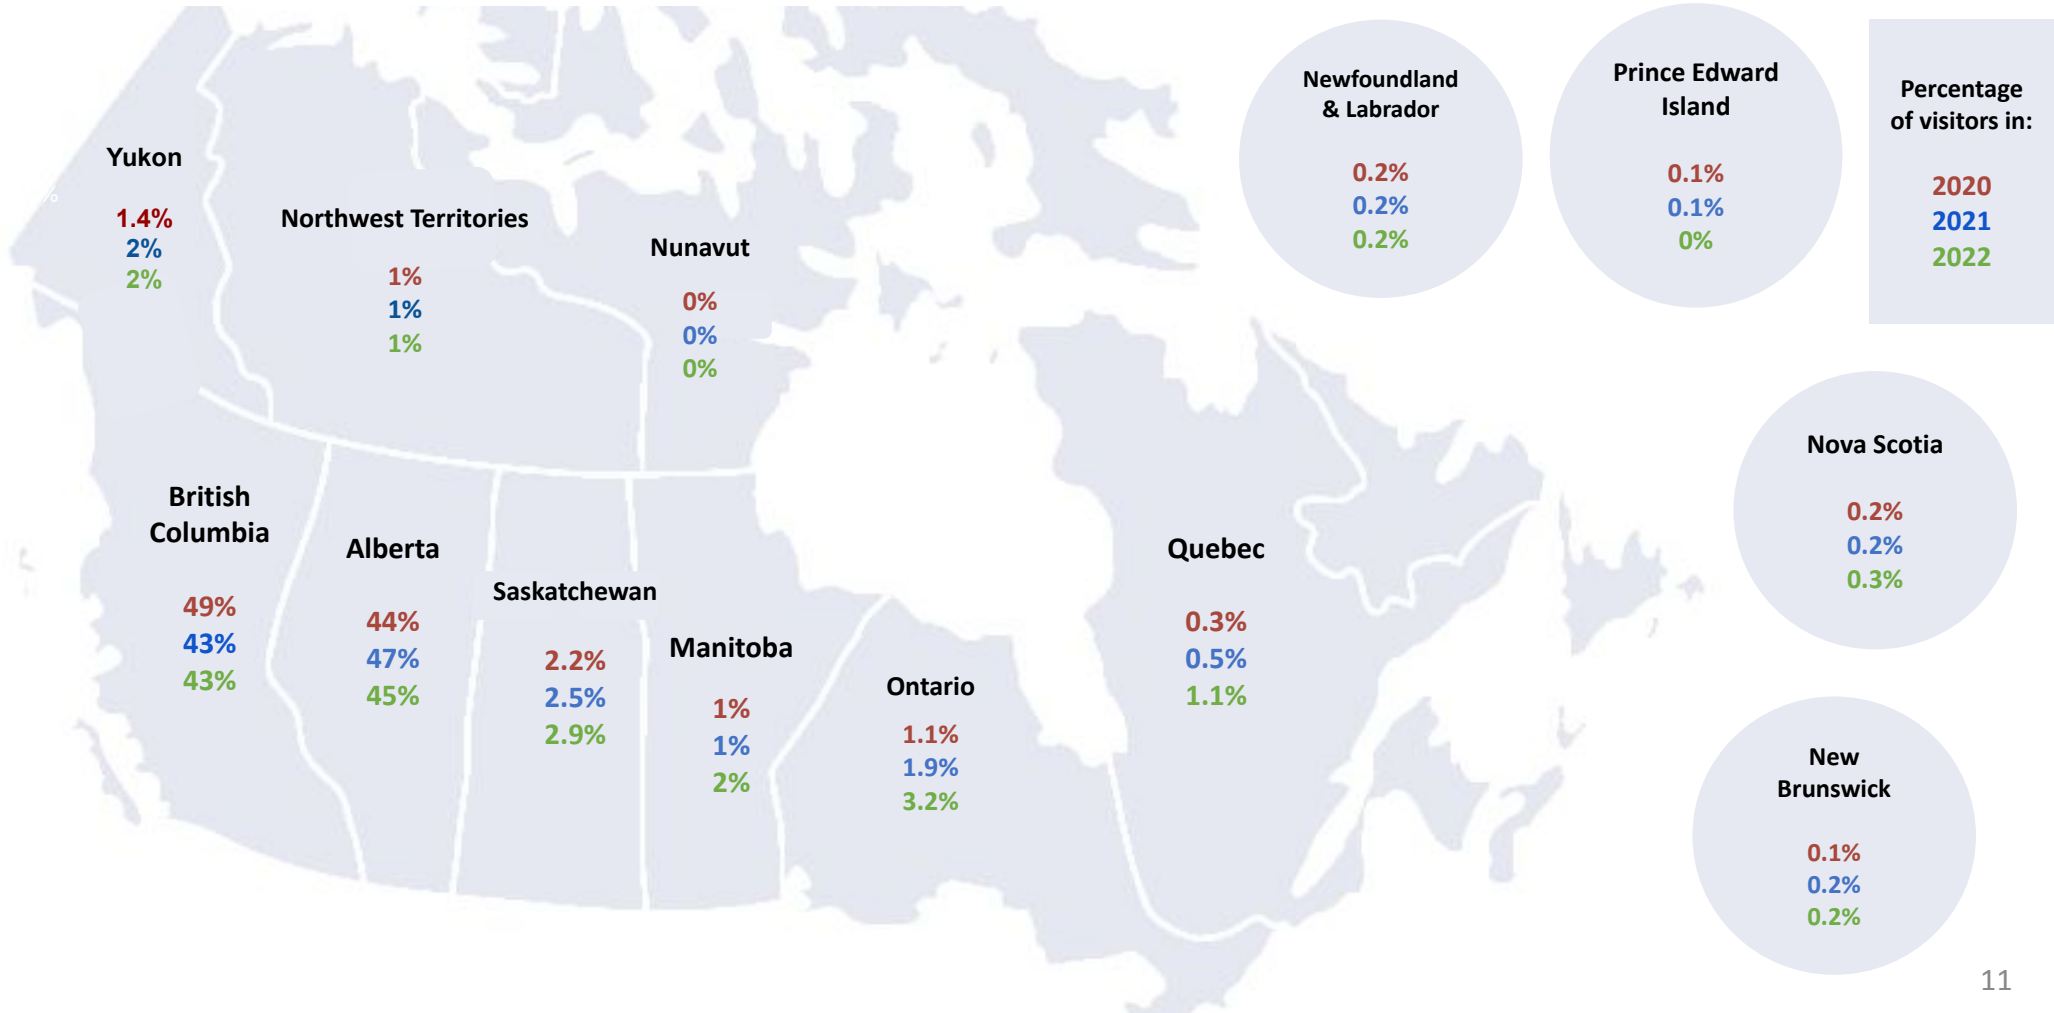 Newfoundland
& Labrador
0.2%
0.2%
0.2%
Prince Edward
Island
0.1%
0.1%
0%
Percentage
of visitors in:
2020
2021
2022
Yukon
1.4%
2%
2%
%
Northwest Territories
1%
1%
1%
Nunavut
0%
0%
0%
Nova Scotia
0.2%
0.2%
0.3%
British
Columbia
49%
43%
43%
Alberta
44%
47%
45%
Saskatchewan
2.2%
2.5%
2.9%
Manitoba
1%
1%
2%
Ontario
1.1%
1.9%
3.2%
Quebec
0.3%
0.5%
1.1%
New
Brunswick
0.1%
0.2%
0.2%
11